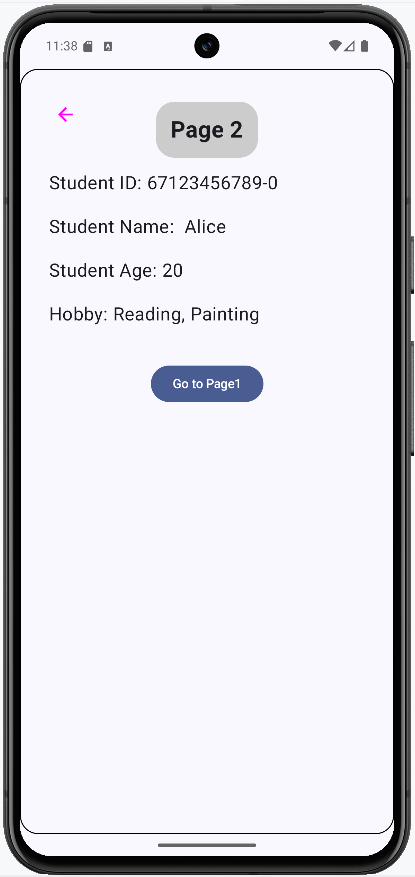 11:38
Page 2
Student ID: 67123456789-0
Student Name:  Alice
Student Age: 20
Hobby: Reading, Painting
Go to Page1